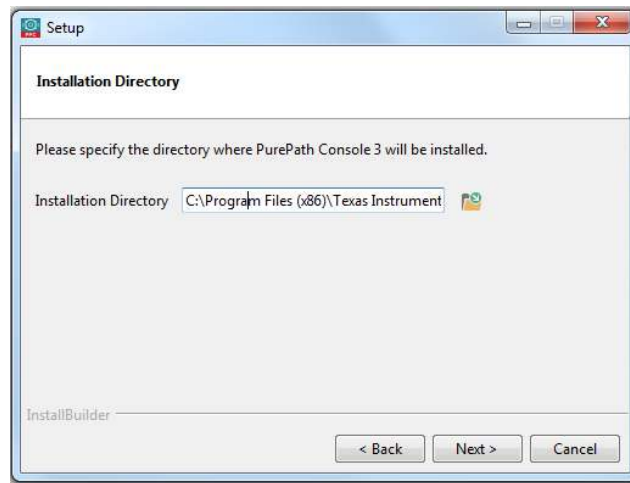 Setup
Installation Directory
Please specify the directory where PurePath Console 3 will be installed.
Installation Directory C:\Program Files (x86)\Texas Instrument
InstallBuilder
< Back Next > Cancel